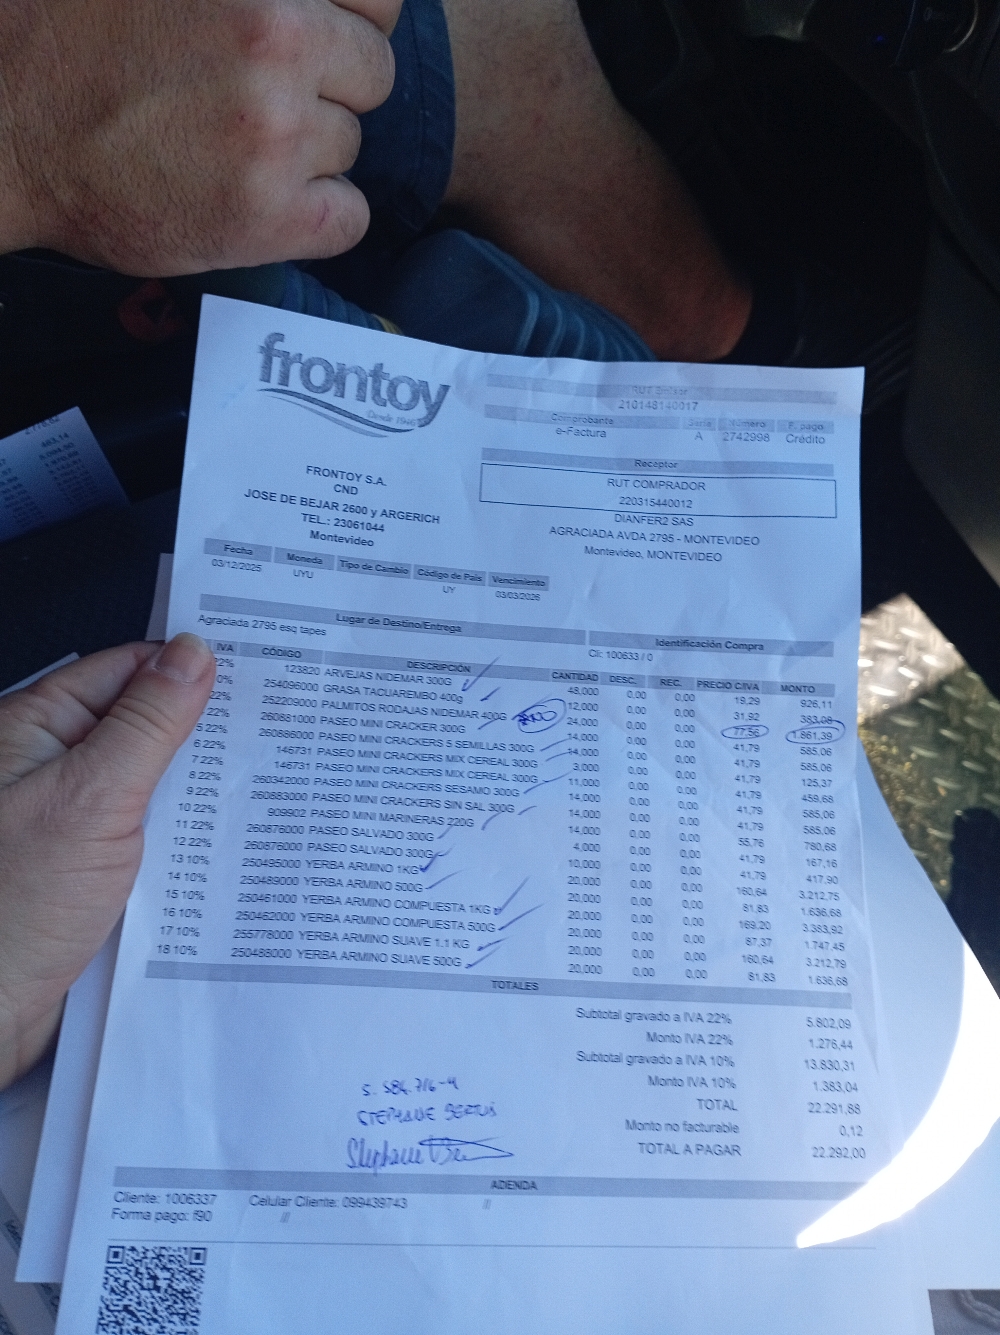 frontoy
Desde 1940
RUT Emisor
210148140017
Comprobante Serie Número F. pago
e-Factura A 2742998 Crédito
Receptor
RUT COMPRADOR
220315440012
DIANFER2 SAS
AGRACIADA AVDA 2795 - MONTEVIDEO
Montevideo, MONTEVIDEO
FRONTOY S.A.
CND
JOSE DE BEJAR 2600 y ARGERICH
TEL.: 23061044
Montevideo
Fecha Moneda Tipo de Cambio Código de País Vencimiento
03/12/2025 UYU UY 03/03/2026
Lugar de Destino/Entrega Identificación Compra
Agraciada 2795 esq tapes Cli: 100633 / 0
IVA CÓDIGO DESCRIPCIÓN CANTIDAD DESC. REC. PRECIO C/IVA MONTO
22% 123820 ARVEJAS NIDEMAR 300G 48,000 0,00 0,00 19,29 926,11
0% 254096000 GRASA TACUAREMBO 400g 12,000 0,00 0,00 31,92 383,08
22% 252209000 PALMITOS RODAJAS NIDEMAR 400G 24,000 0,00 0,00 77,56 1.861,39
22% 260881000 PASEO MINI CRACKER 300G 14,000 0,00 0,00 41,79 585,06
5 22% 260886000 PASEO MINI CRACKERS 5 SEMILLAS 300G 14,000 0,00 0,00 41,79 585,06
6 22% 146731 PASEO MINI CRACKERS MIX CEREAL 300G 3,000 0,00 0,00 41,79 125,37
7 22% 146731 PASEO MINI CRACKERS MIX CEREAL 300G 11,000 0,00 0,00 41,79 459,68
8 22% 260342000 PASEO MINI CRACKERS SESAMO 300G 14,000 0,00 0,00 41,79 585,06
9 22% 260883000 PASEO MINI CRACKERS SIN SAL 300G 14,000 0,00 0,00 41,79 585,06
10 22% 909902 PASEO MINI MARINERAS 220G 14,000 0,00 0,00 55,76 780,68
11 22% 260876000 PASEO SALVADO 300G 4,000 0,00 0,00 41,79 167,16
12 22% 260876000 PASEO SALVADO 300G 10,000 0,00 0,00 41,79 417,90
13 10% 250495000 YERBA ARMINO 1KG 20,000 0,00 0,00 160,64 3.212,75
14 10% 250489000 YERBA ARMINO 500G 20,000 0,00 0,00 81,83 1.636,68
15 10% 250461000 YERBA ARMINO COMPUESTA 1KG 20,000 0,00 0,00 169,20 3.383,92
16 10% 250462000 YERBA ARMINO COMPUESTA 500G 20,000 0,00 0,00 87,37 1.747,45
17 10% 255778000 YERBA ARMINO SUAVE 1.1 KG 20,000 0,00 0,00 160,64 3.212,79
18 10% 250488000 YERBA ARMINO SUAVE 500G 20,000 0,00 0,00 81,83 1.636,68
TOTALES
Subtotal gravado a IVA 22% 5.802,09
Monto IVA 22% 1.276,44
Subtotal gravado a IVA 10% 13.830,31
Monto IVA 10% 1.383,04
TOTAL 22.291,88
Monto no facturable 0,12
TOTAL A PAGAR 22.292,00
5.584.716-4
STEPHANIE
ADENDA
Cliente: 1006337 Celular Cliente: 099439743 //
Forma pago: f90 //